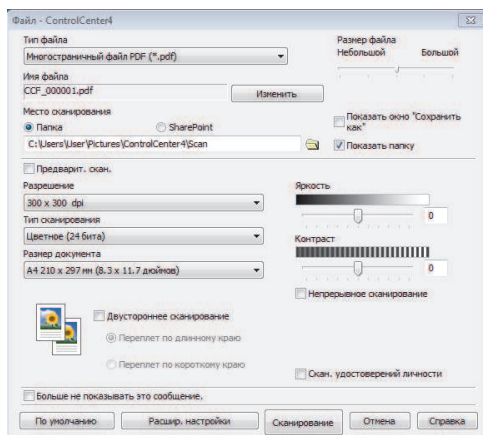 Файл - ControlCenter4
Тип файла
Многостраничный файл PDF (*.pdf)
Размер файла
Небольшой Большой
Имя файла
CCF_000001.pdf
Изменить
Место сканирования
Папка SharePoint
C:\Users\User\Pictures\ControlCenter4\Scan
Показать окно "Сохранить
как"
Показать папку
Предварит. скан.
Разрешение
300 x 300 dpi
Тип сканирования
Цветное (24 бита)
Размер документа
A4 210 x 297 мм (8.3 x 11.7 дюймов)
Яркость
0
Контраст
0
Непрерывное сканирование
Двустороннее сканирование
Переплет по длинному краю
Переплет по короткому краю
Скан. удостоверений личности
Больше не показывать это сообщение.
По умолчанию Расшир. настройки Сканирование Отмена Справка